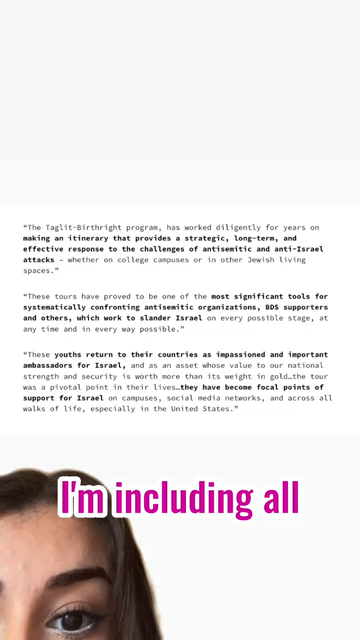 “The Taglit-Birthright program, has worked diligently for years on
making an itinerary that provides a strategic, long-term, and
effective response to the challenges of antisemitic and anti-Israel
attacks – whether on college campuses or in other Jewish living
spaces.”
“These tours have proved to be one of the most significant tools for
systematically confronting antisemitic organizations, BDS supporters
and others, which work to slander Israel on every possible stage, at
any time and in every way possible.”
“These youths return to their countries as impassioned and important
ambassadors for Israel, and as an asset whose value to our national
strength and security is worth more than its weight in gold…the tour
was a pivotal point in their lives…they have become focal points of
support for Israel on campuses, social media networks, and across all
walks of life, especially in the United States.”
I'm including all